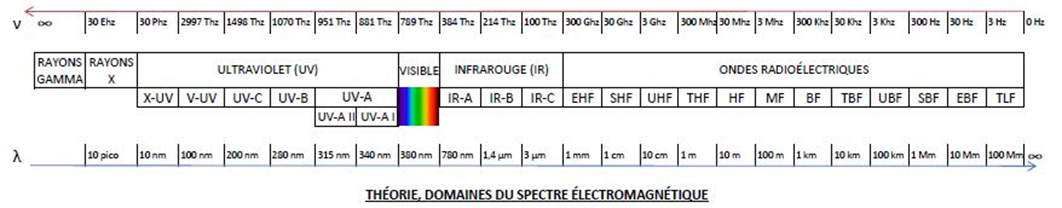 ν ∞ 30 Ehz 30 Phz 2997 Thz 1498 Thz 1070 Thz 951 Thz 881 Thz 789 Thz 384 Thz 214 Thz 100 Thz 300 Ghz 30 Ghz 3 Ghz 300 Mhz 30 Mhz 3 Mhz 300 Khz 30 Khz 3 Khz 300 Hz 30 Hz 3 Hz 0 Hz
RAYONS GAMMA RAYONS X ULTRAVIOLET (UV) VISIBLE INFRAROUGE (IR) ONDES RADIOÉLECTRIQUES
X-UV V-UV UV-C UV-B UV-A IR-A IR-B IR-C EHF SHF UHF THF HF MF BF TBF UBF SBF EBF TLF
UV-A II UV-A I
λ 10 pico 10 nm 100 nm 200 nm 280 nm 315 nm 340 nm 380 nm 780 nm 1,4 µm 3 µm 1 mm 1 cm 10 cm 1 m 10 m 100 m 1 km 10 km 100 km 1 Mm 10 Mm 100 Mm ∞
THÉORIE, DOMAINES DU SPECTRE ÉLECTROMAGNÉTIQUE